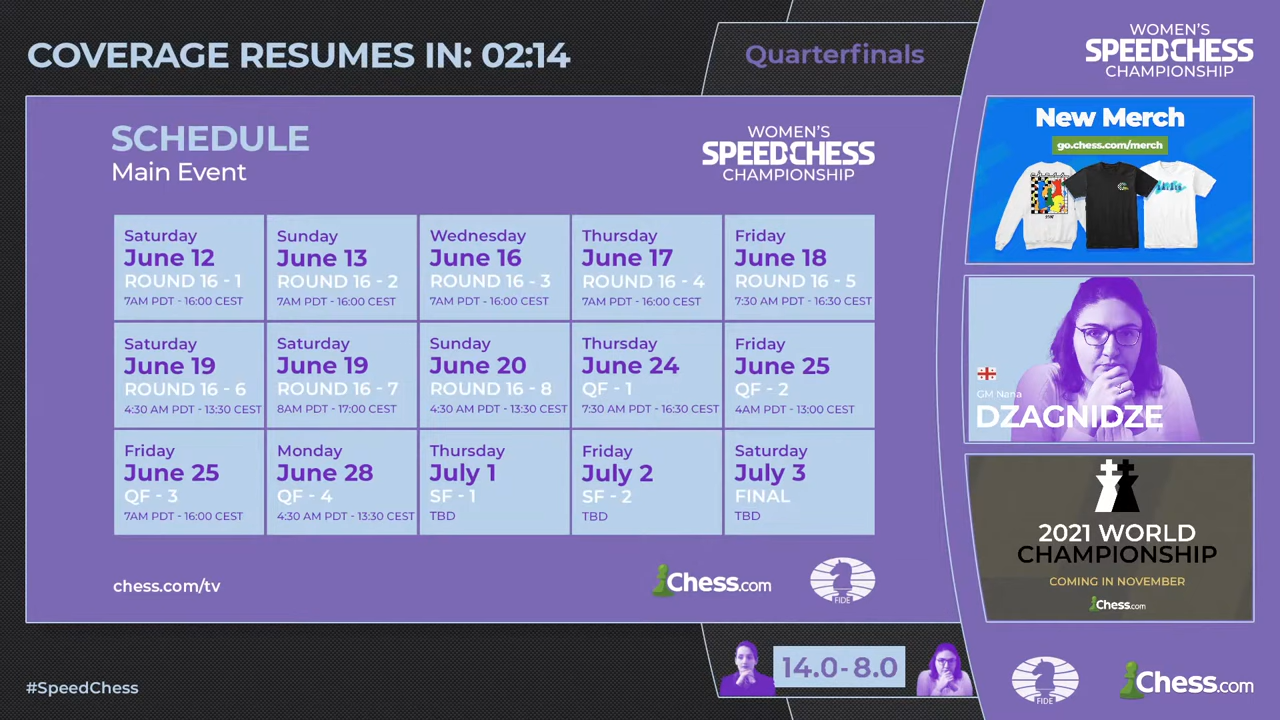 COVERAGE RESUMES IN: 02:14
Quarterfinals
WOMEN'S
SPEEDCHESS
CHAMPIONSHIP
SCHEDULE
Main Event
WOMEN'S
SPEEDCHESS
CHAMPIONSHIP
Saturday
June 12
ROUND 16 - 1
7AM PDT - 16:00 CEST
Sunday
June 13
ROUND 16 - 2
7AM PDT - 16:00 CEST
Wednesday
June 16
ROUND 16 - 3
7AM PDT - 16:00 CEST
Thursday
June 17
ROUND 16 - 4
7AM PDT - 16:00 CEST
Friday
June 18
ROUND 16 - 5
7:30 AM PDT - 16:30 CEST
Saturday
June 19
ROUND 16 - 6
4:30 AM PDT - 13:30 CEST
Saturday
June 19
ROUND 16 - 7
8AM PDT - 17:00 CEST
Sunday
June 20
ROUND 16 - 8
4:30 AM PDT - 13:30 CEST
Thursday
June 24
QF - 1
7:30 AM PDT - 16:30 CEST
Friday
June 25
QF - 2
4AM PDT - 13:00 CEST
Friday
June 25
QF - 3
7AM PDT - 16:00 CEST
Monday
June 28
QF - 4
4:30 AM PDT - 13:30 CEST
Thursday
July 1
SF - 1
TBD
Friday
July 2
SF - 2
TBD
Saturday
July 3
FINAL
TBD
chess.com/tv
Chess.com
FIDE
New Merch
go.chess.com/merch
GM Nana
DZAGNIDZE
2021 WORLD
CHAMPIONSHIP
COMING IN NOVEMBER
Chess.com
#SpeedChess
14.0 - 8.0
FIDE
Chess.com